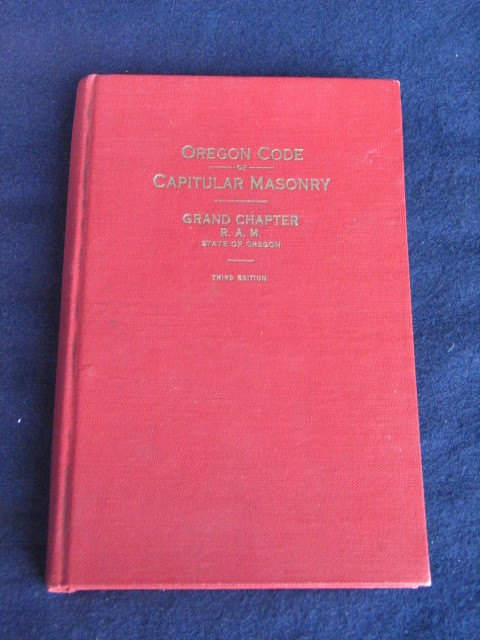 OREGON CODE
OF
CAPITULAR MASONRY
GRAND CHAPTER
R. A. M.
STATE OF OREGON
THIRD EDITION